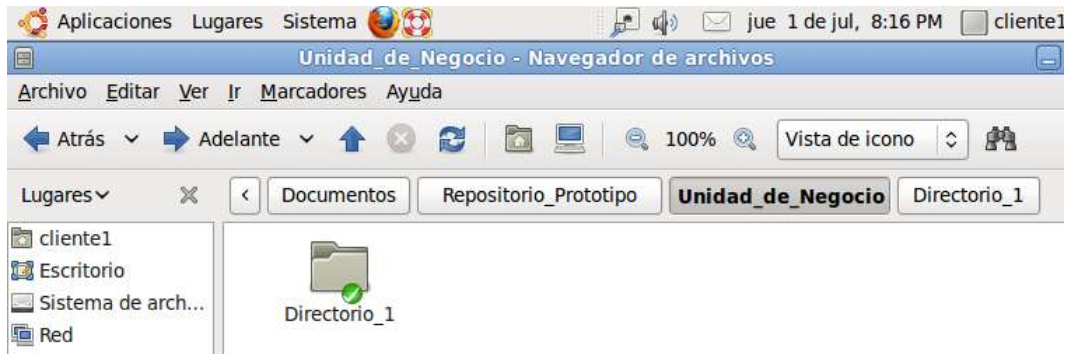 Aplicaciones Lugares Sistema jue 1 de jul, 8:16 PM cliente1
Unidad_de_Negocio - Navegador de archivos
Archivo Editar Ver Ir Marcadores Ayuda
Atrás Adelante 100% Vista de icono
Lugares Documentos Repositorio_Prototipo Unidad_de_Negocio Directorio_1
cliente1
Escritorio
Sistema de arch...
Red
Directorio_1